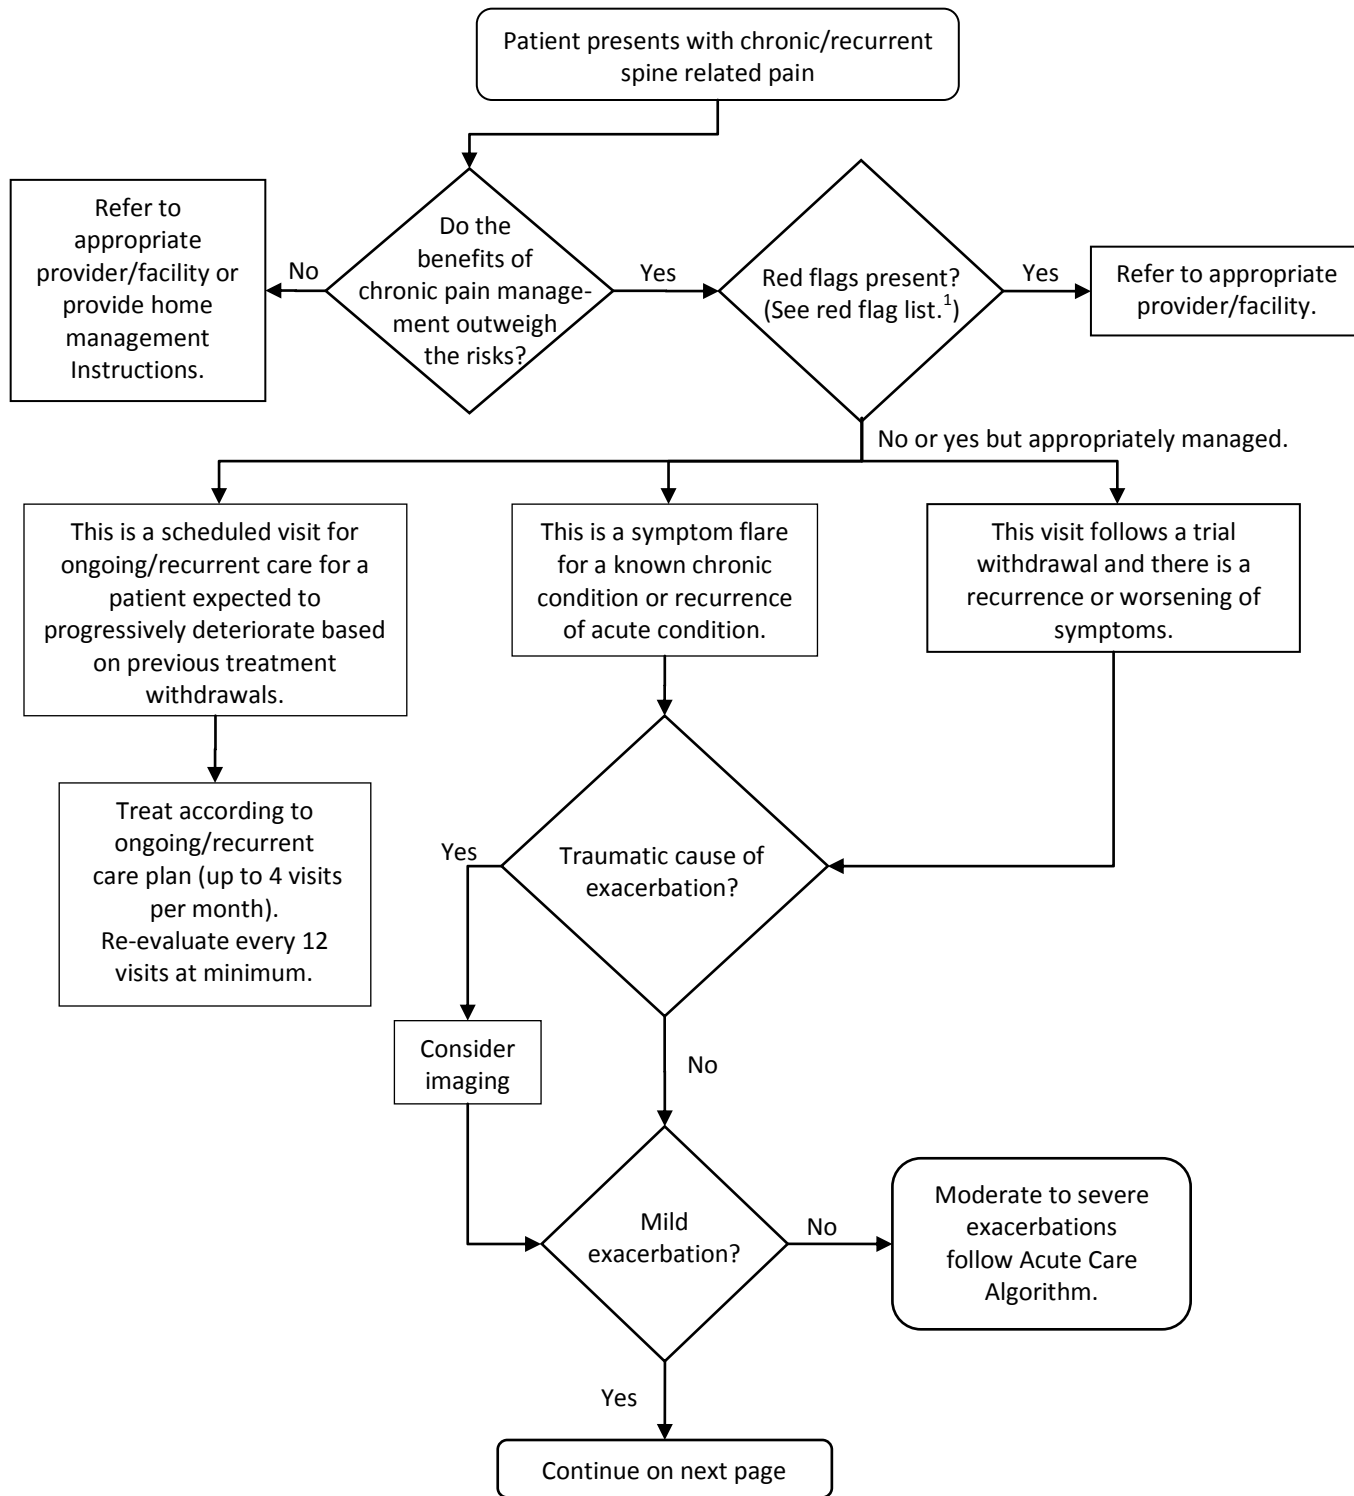 Patient presents with chronic/recurrent
spine related pain
Refer to
appropriate
provider/facility or
provide home
management
Instructions.
No
Do the
benefits of
chronic pain manage-
ment outweigh
the risks?
Yes
Red flags present?
(See red flag list.¹)
Yes
Refer to appropriate
provider/facility.
No or yes but appropriately managed.
This is a scheduled visit for
ongoing/recurrent care for a
patient expected to
progressively deteriorate based
on previous treatment
withdrawals.
This is a symptom flare
for a known chronic
condition or recurrence
of acute condition.
This visit follows a trial
withdrawal and there is a
recurrence or worsening of
symptoms.
Treat according to
ongoing/recurrent
care plan (up to 4 visits
per month).
Re-evaluate every 12
visits at minimum.
Yes
Traumatic cause of
exacerbation?
Consider
imaging
No
Mild
exacerbation?
No
Moderate to severe
exacerbations
follow Acute Care
Algorithm.
Yes
Continue on next page